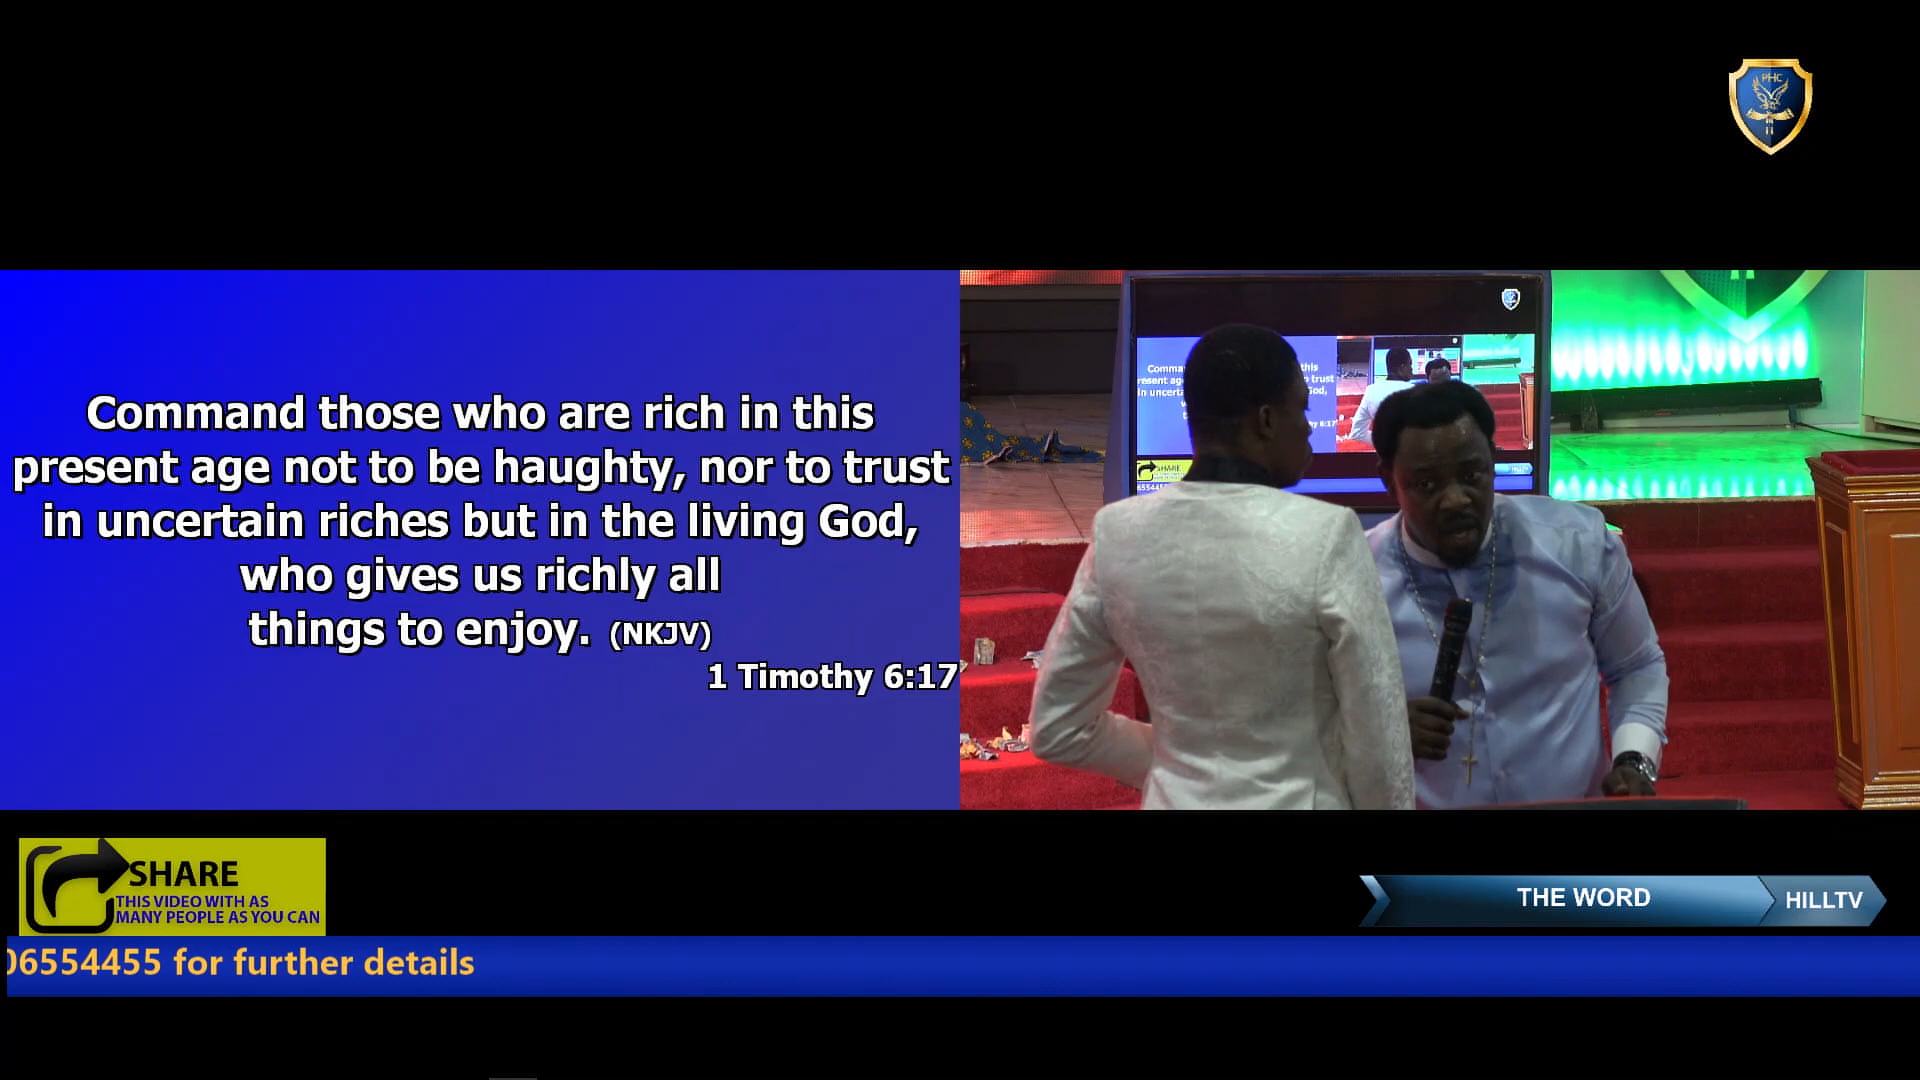 PHC
Command those who are rich in this
present age not to be haughty, nor to trust
in uncertain riches but in the living God,
who gives us richly all
things to enjoy. (NKJV)
1 Timothy 6:17
SHARE
THIS VIDEO WITH AS
MANY PEOPLE AS YOU CAN
THE WORD
HILLTV
06554455 for further details